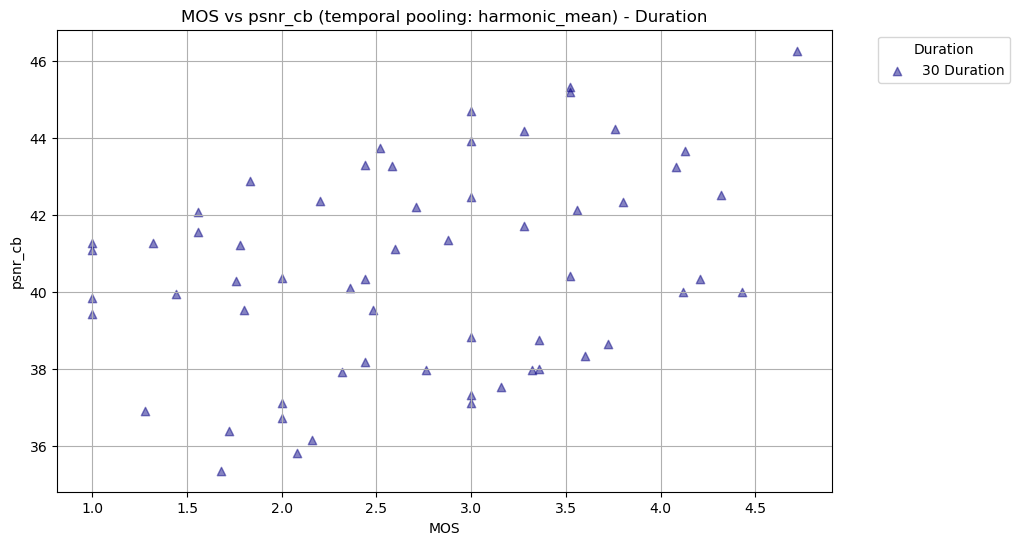 MOS vs psnr_cb (temporal pooling: harmonic_mean) - Duration
Duration
30 Duration
psnr_cb
46
44
42
40
38
36
1.0 1.5 2.0 2.5 3.0 3.5 4.0 4.5
MOS